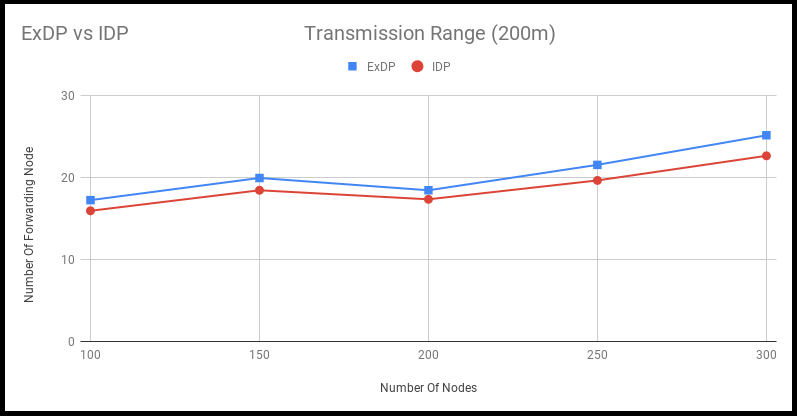 ExDP vs IDP
Transmission Range (200m)
ExDP
IDP
Number Of Forwarding Node
30
20
10
0
100
150
200
250
300
Number Of Nodes